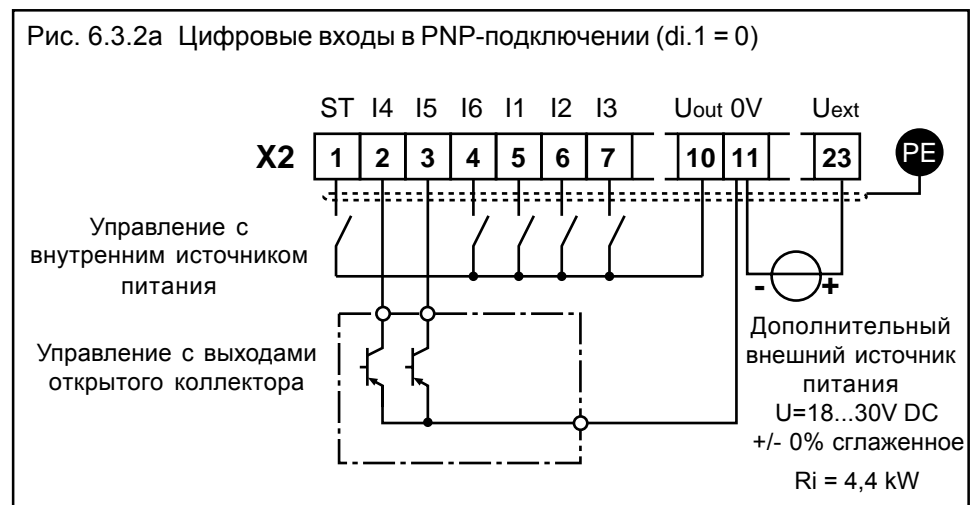 Рис. 6.3.2a Цифровые входы в PNP-подключении (di.1 = 0)
ST I4 I5 I6 I1 I2 I3 Uout 0V Uext
X2 1 2 3 4 5 6 7 10 11 23 PE
Управление с
внутренним источником
питания
- +
Управление с выходами
открытого коллектора
Дополнительный
внешний источник
питания
U=18...30V DC
+/- 0% сглаженное
Ri = 4,4 kW